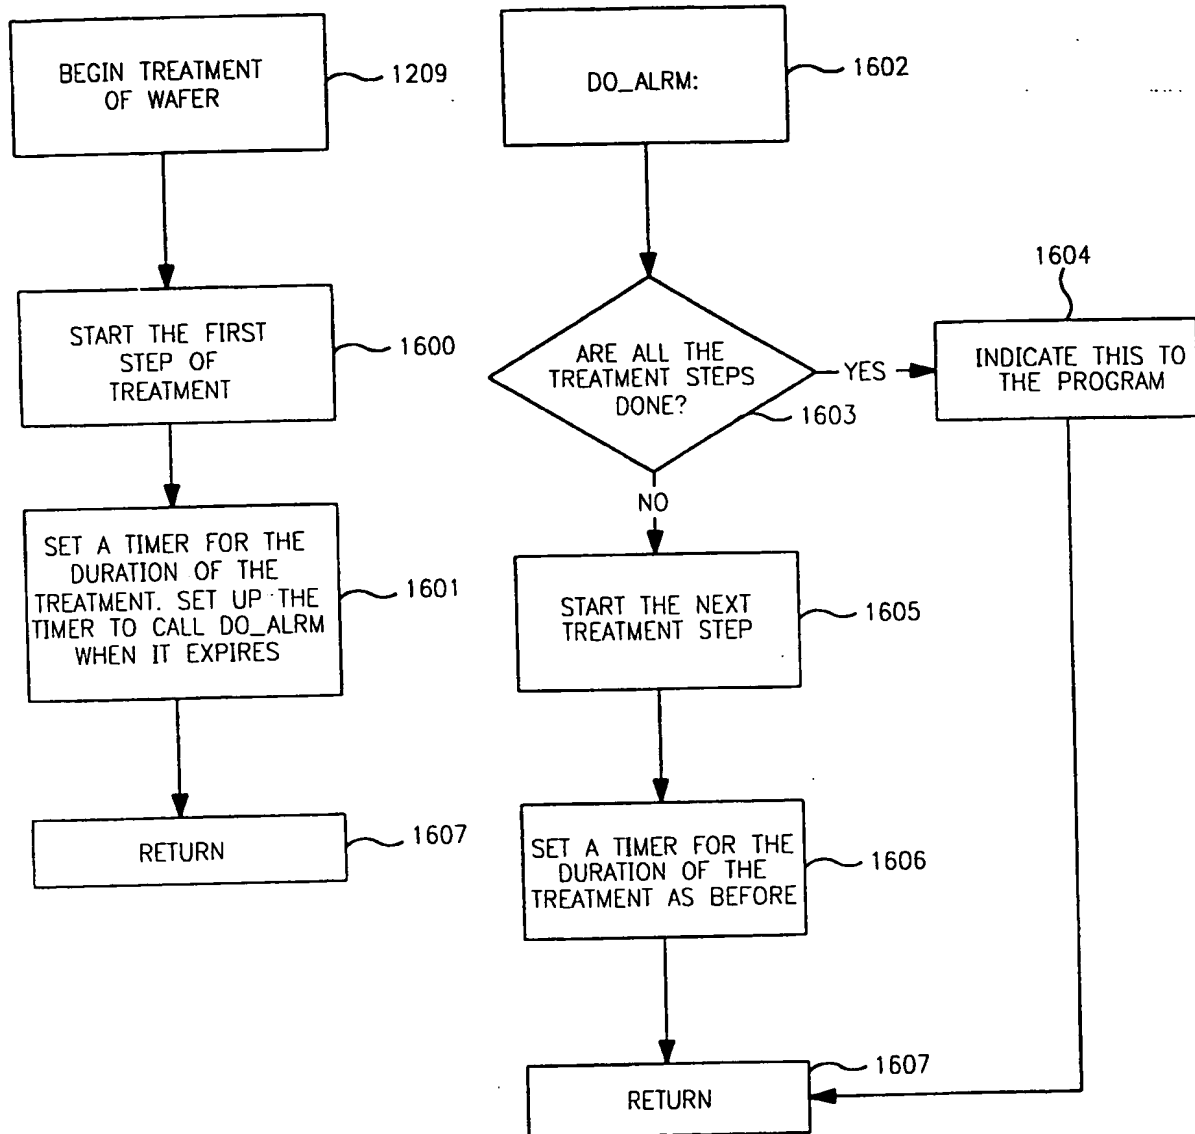 BEGIN TREATMENT
OF WAFER
1209
START THE FIRST
STEP OF
TREATMENT
1600
SET A TIMER FOR THE
DURATION OF THE
TREATMENT. SET UP THE
TIMER TO CALL DO_ALRM
WHEN IT EXPIRES
1601
RETURN
1607
DO_ALRM:
1602
ARE ALL THE
TREATMENT STEPS
DONE?
1603
YES
1604
INDICATE THIS TO
THE PROGRAM
NO
START THE NEXT
TREATMENT STEP
1605
SET A TIMER FOR THE
DURATION OF THE
TREATMENT AS BEFORE
1606
RETURN
1607